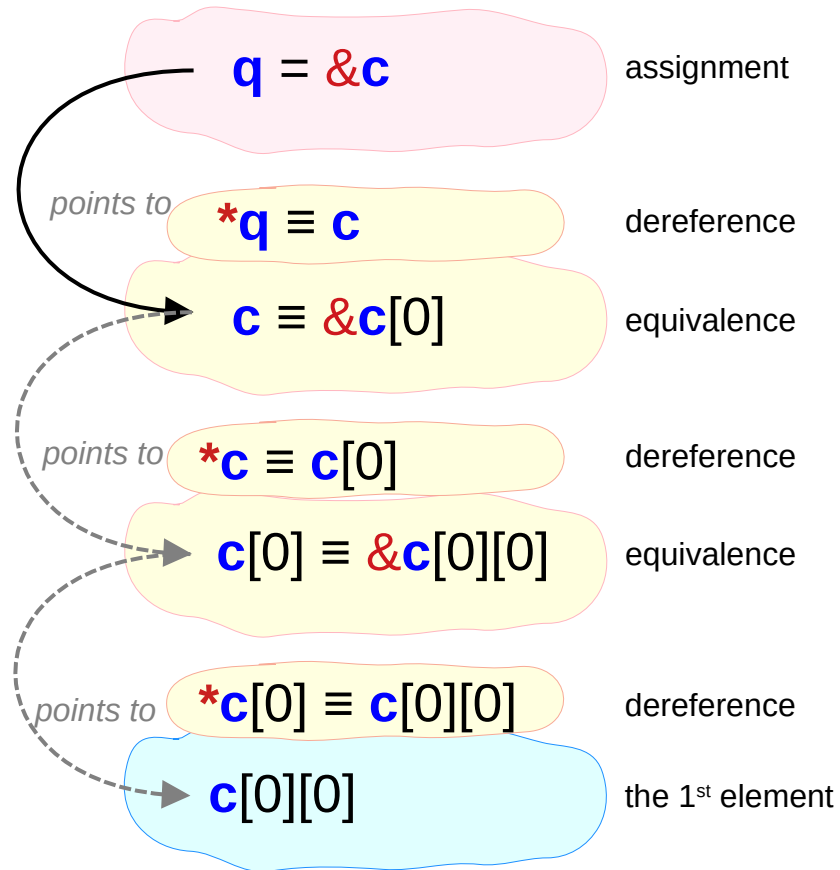 q = &c assignment
points to
*q ≡ c dereference
c ≡ &c[0] equivalence
points to
*c ≡ c[0] dereference
c[0] ≡ &c[0][0] equivalence
points to
*c[0] ≡ c[0][0] dereference
c[0][0] the 1st element